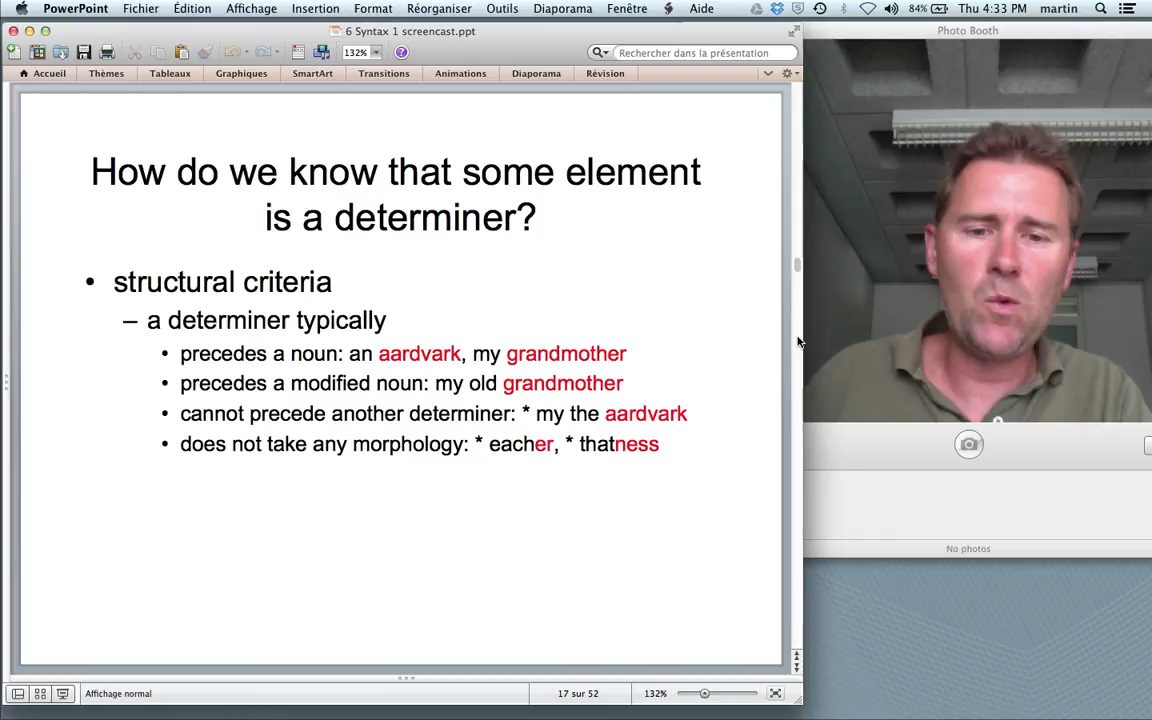 PowerPoint Fichier Édition Affichage Insertion Format Réorganiser Outils Diaporama Fenêtre Aide 84% Thu 4:33 PM martin
6 Syntax 1 screencast.ppt
Photo Booth
132% Rechercher dans la présentation
Accueil Thèmes Tableaux Graphiques SmartArt Transitions Animations Diaporama Révision
How do we know that some element
is a determiner?
• structural criteria
– a determiner typically
• precedes a noun: an aardvark, my grandmother
• precedes a modified noun: my old grandmother
• cannot precede another determiner: * my the aardvark
• does not take any morphology: * eacher, * thatness
No photos
Affichage normal 17 sur 52 132%